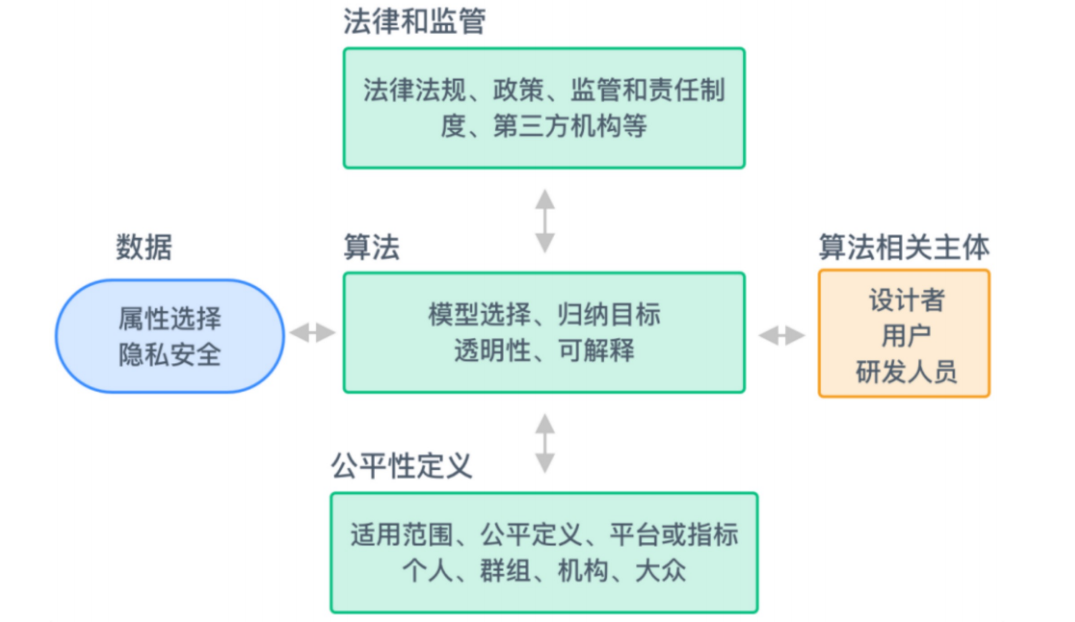 法律和监管
法律法规、政策、监管和责任制
度、第三方机构等
数据
属性选择
隐私安全
算法
模型选择、归纳目标
透明性、可解释
算法相关主体
设计者
用户
研发人员
公平性定义
适用范围、公平定义、平台或指标
个人、群组、机构、大众